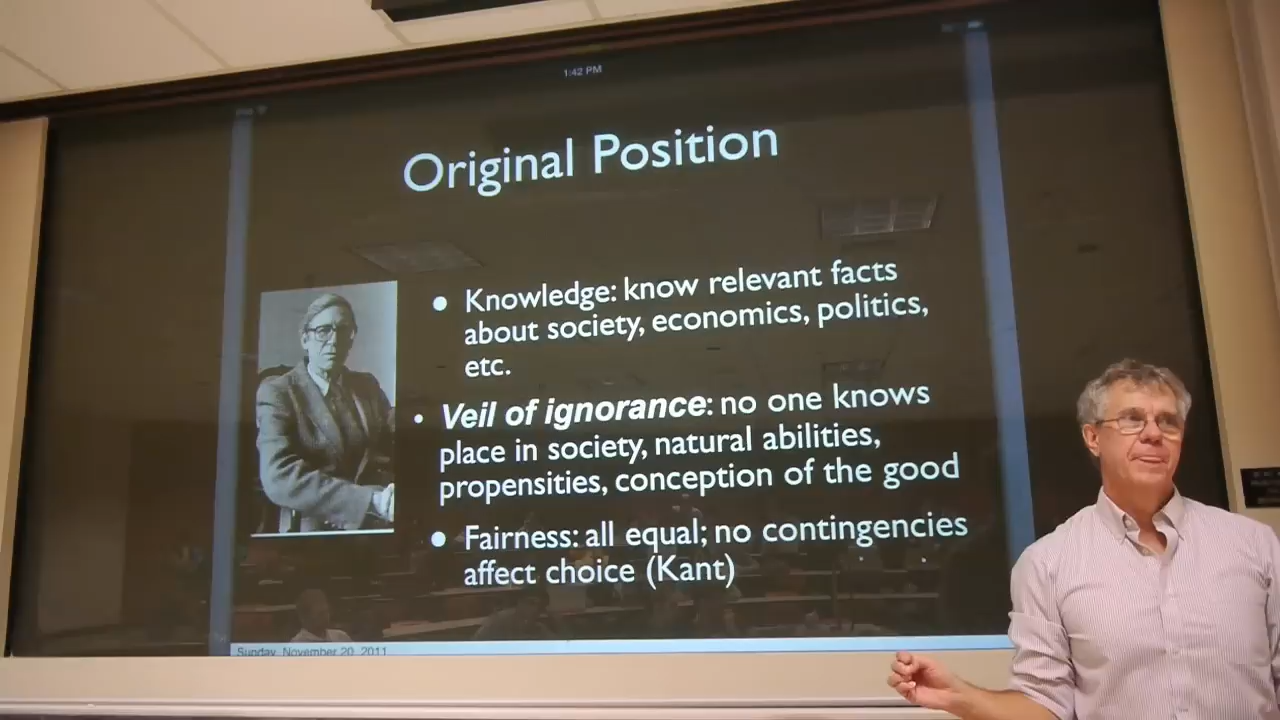 1:42 PM
Original Position
• Knowledge: know relevant facts
about society, economics, politics,
etc.
• Veil of ignorance: no one knows
place in society, natural abilities,
propensities, conception of the good
• Fairness: all equal; no contingencies
affect choice (Kant)
Sunday, November 20, 2011